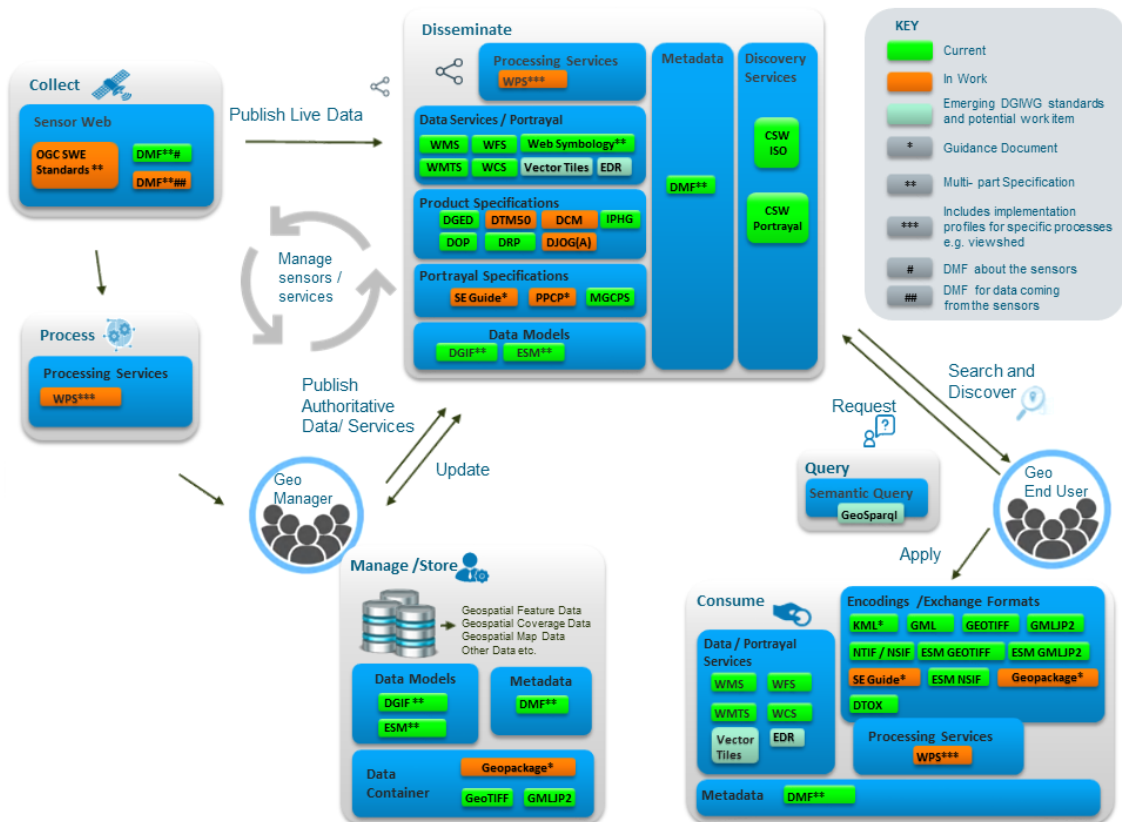 Collect
Sensor Web
OGC SWE
Standards **
DMF**#
DMF**##
Publish Live Data
Disseminate
Processing Services
WPS***
Metadata
DMF**
Discovery
Services
CSW
ISO
CSW
Portrayal
Data Services / Portrayal
WMS
WFS
Web Symbology**
WMTS
WCS
Vector Tiles
EDR
Product Specifications
DGED
DTM50
DCM
IPHG
DOP
DRP
DJOG(A)
Portrayal Specifications
SE Guide*
PPCP*
MGCPS
Data Models
DGIF**
ESM**
KEY
Current
In Work
Emerging DGIWG standards
and potential work item
*
Guidance Document
**
Multi- part Specification
***
Includes implementation
profiles for specific processes
e.g. viewshed
#
DMF about the sensors
##
DMF for data coming
from the sensors
Manage
sensors /
services
Process
Processing Services
WPS***
Publish
Authoritative
Data/ Services
Update
Geo
Manager
Search and
Discover
Request
Query
Semantic Query
GeoSparql
Geo
End User
Apply
Manage /Store
Geospatial Feature Data
Geospatial Coverage Data
Geospatial Map Data
Other Data etc.
Data Models
DGIF **
ESM**
Metadata
DMF**
Data
Container
Geopackage*
GeoTIFF
GMLJP2
Consume
Data / Portrayal
Services
WMS
WFS
WMTS
WCS
Vector
Tiles
EDR
Encodings /Exchange Formats
KML*
GML
GEOTIFF
GMLJP2
NTIF / NSIF
ESM GEOTIFF
ESM GMLJP2
SE Guide*
ESM NSIF
Geopackage*
DTOX
Processing Services
WPS***
Metadata
DMF**